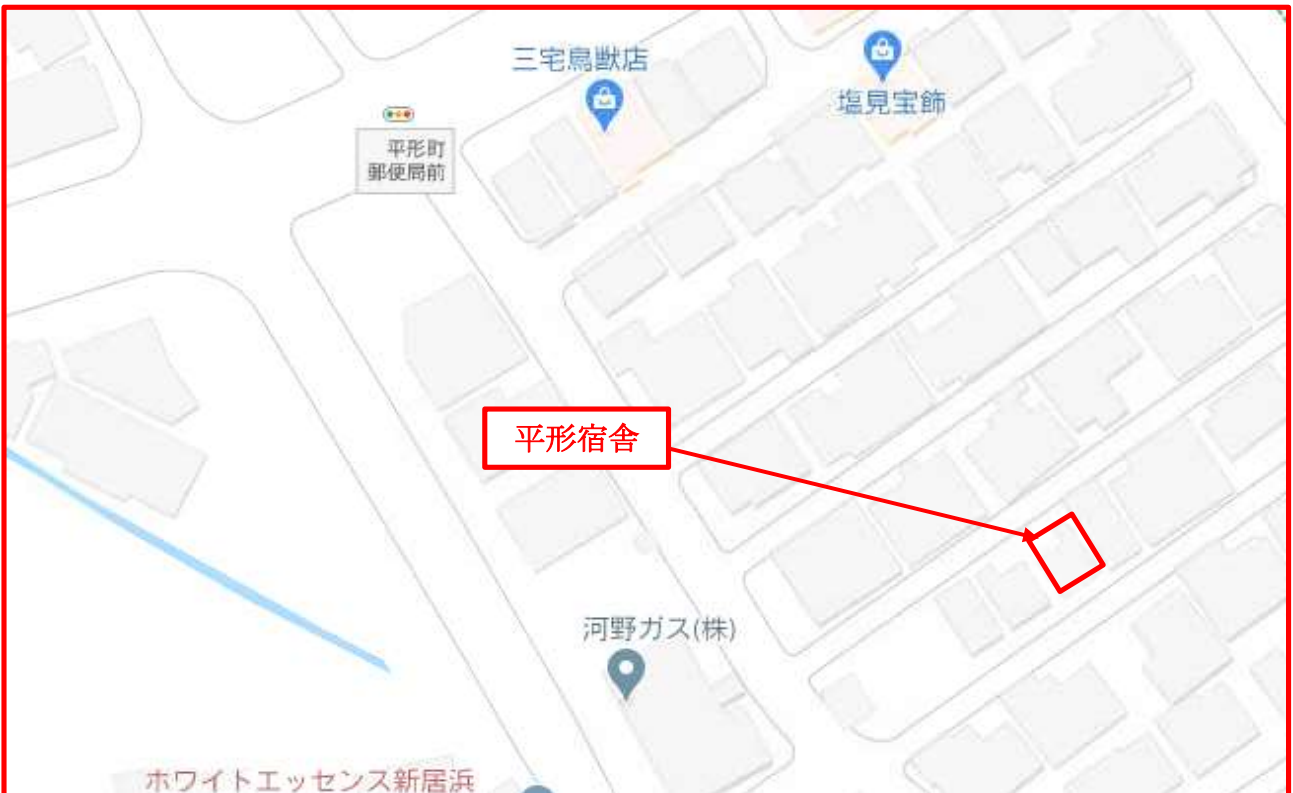 三宅鳥獣店
塩見宝飾
平形町
郵便局前
平形宿舎
河野ガス(株)
ホワイトエッセンス新居浜